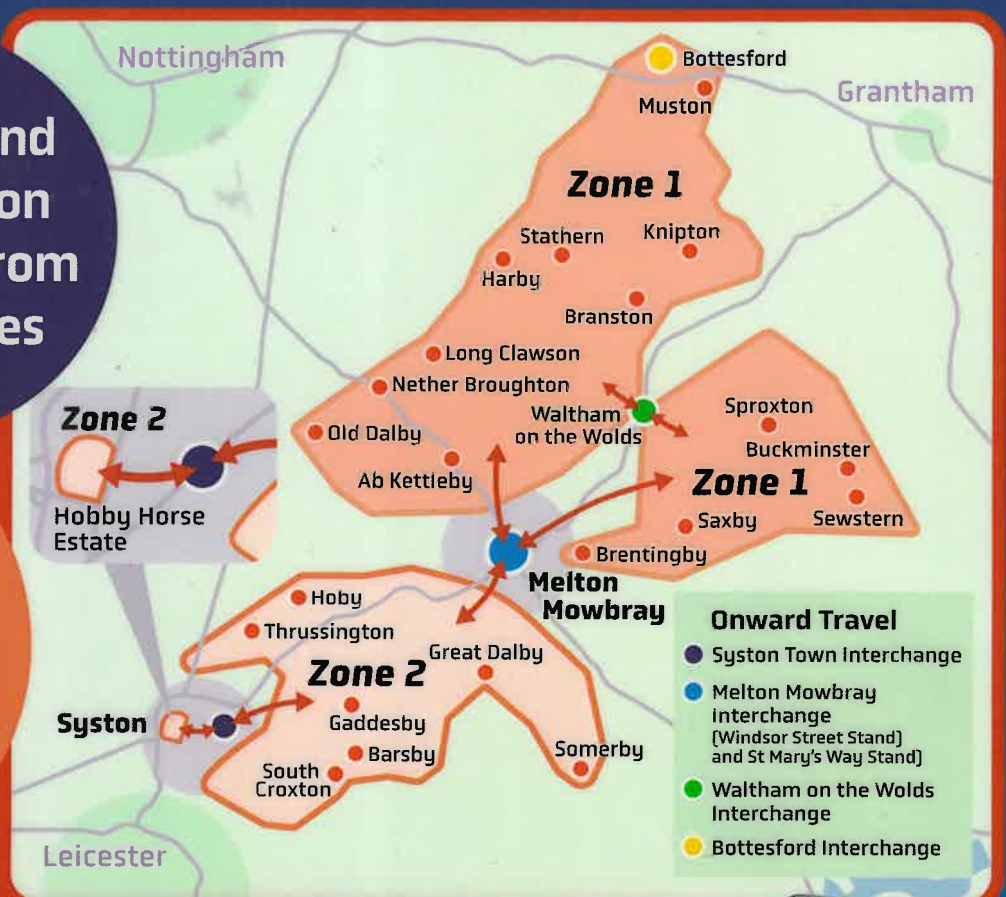 nd
on
rom
es
Nottingham
Bottesford
Grantham
Muston
Zone 1
Stathern
Knipton
Harby
Branston
Long Clawson
Nether Broughton
Waltham
on the Wolds
Sproxton
Old Dalby
Buckminster
Ab Kettleby
Zone 1
Sewstern
Saxby
Brentingby
Zone 2
Hobby Horse
Estate
Melton
Mowbray
Hoby
Thrussington
Great Dalby
Zone 2
Syston
Gaddesby
Barsby
South
Croxton
Somerby
Leicester
Onward Travel
Syston Town Interchange
Melton Mowbray
interchange
(Windsor Street Stand)
and St Mary's Way Stand)
Waltham on the Wolds
Interchange
Bottesford Interchange